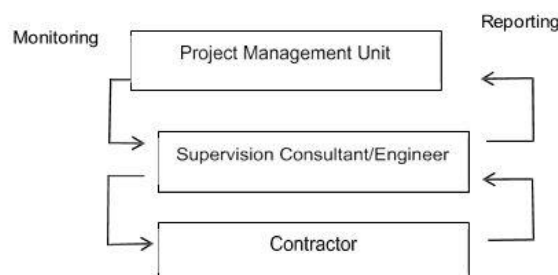 Monitoring
Reporting
Project Management Unit
Supervision Consultant/Engineer
Contractor